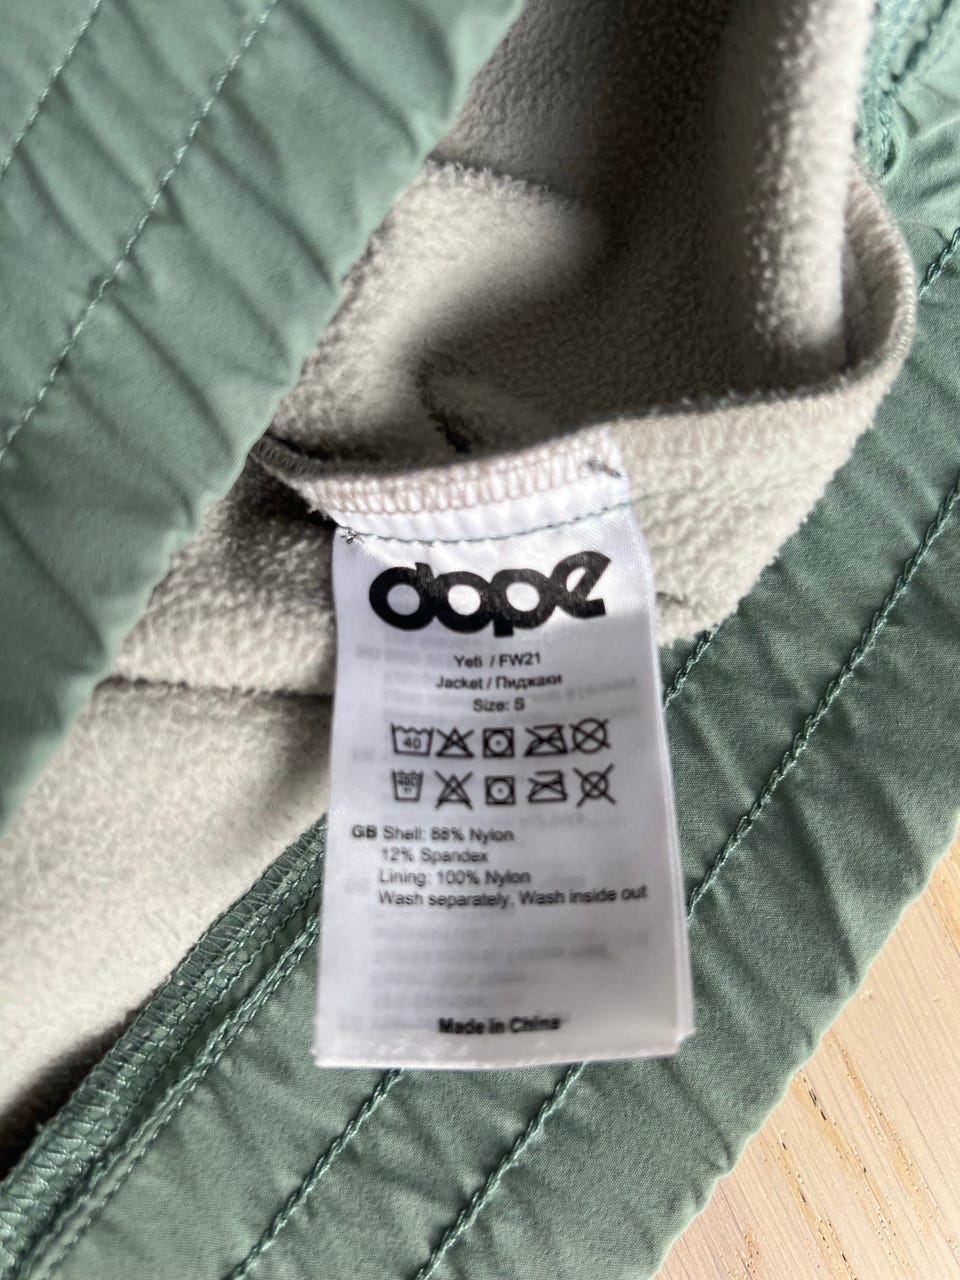 dope
Yeti / FW21
Jacket / Пиджаки
Size: S
40
GB Shell: 88% Nylon
12% Spandex
Lining: 100% Nylon
Wash separately. Wash inside out
Made in China